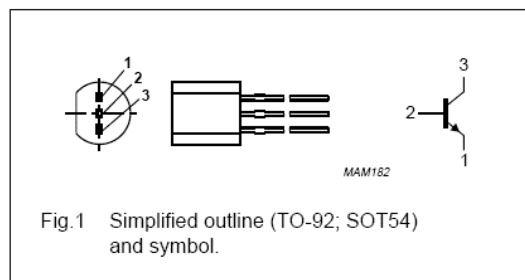 1
2
3
3
2
1
MAM182
Fig.1 Simplified outline (TO-92; SOT54)
and symbol.